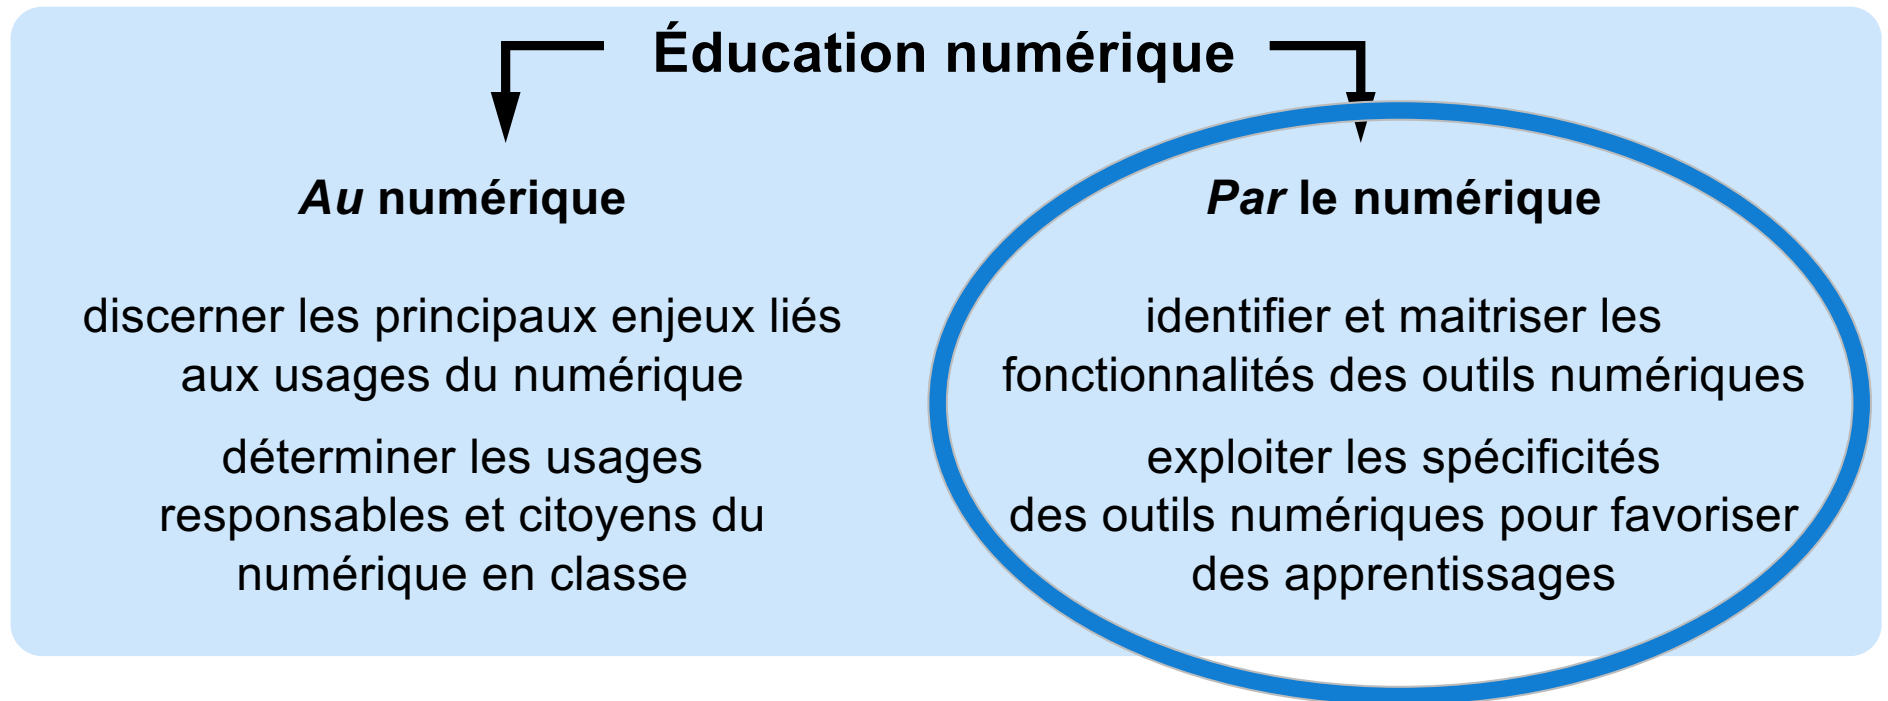 Éducation numérique
Au numérique
discerner les principaux enjeux liés
aux usages du numérique
déterminer les usages
responsables et citoyens du
numérique en classe
Par le numérique
identifier et maitriser les
fonctionnalités des outils numériques
exploiter les spécificités
des outils numériques pour favoriser
des apprentissages